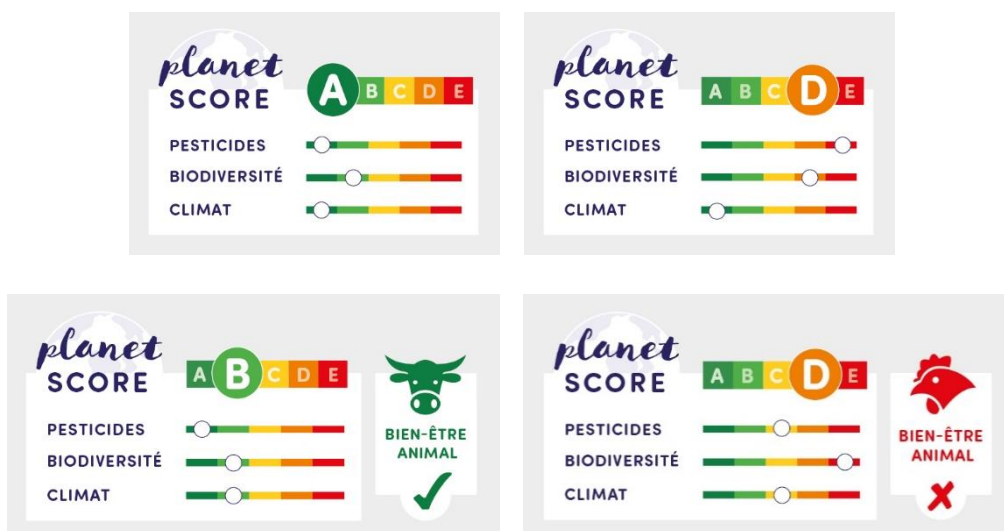 planet
SCORE
A B C D E
PESTICIDES
BIODIVERSITÉ
CLIMAT
planet
SCORE
A B C D E
PESTICIDES
BIODIVERSITÉ
CLIMAT
planet
SCORE
A B C D E
PESTICIDES
BIODIVERSITÉ
CLIMAT
BIEN-ÊTRE
ANIMAL
planet
SCORE
A B C D E
PESTICIDES
BIODIVERSITÉ
CLIMAT
BIEN-ÊTRE
ANIMAL